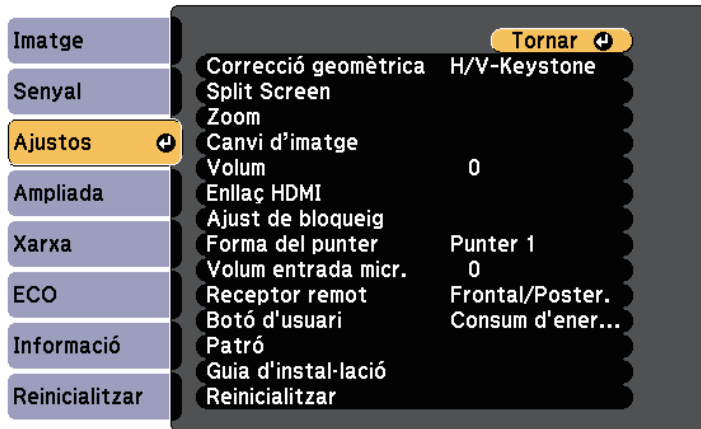 Imatge
Senyal
Ajustos
Ampliada
Xarxa
ECO
Informació
Reinicialitzar
Tornar
Correcció geomètrica H/V-Keystone
Split Screen
Zoom
Canvi d'imatge
Volum 0
Enllaç HDMI
Ajust de bloqueig
Forma del punter Punter 1
Volum entrada micr. 0
Receptor remot Frontal/Poster.
Botó d'usuari Consum d'ener...
Patró
Guia d'instal·lació
Reinicialitzar